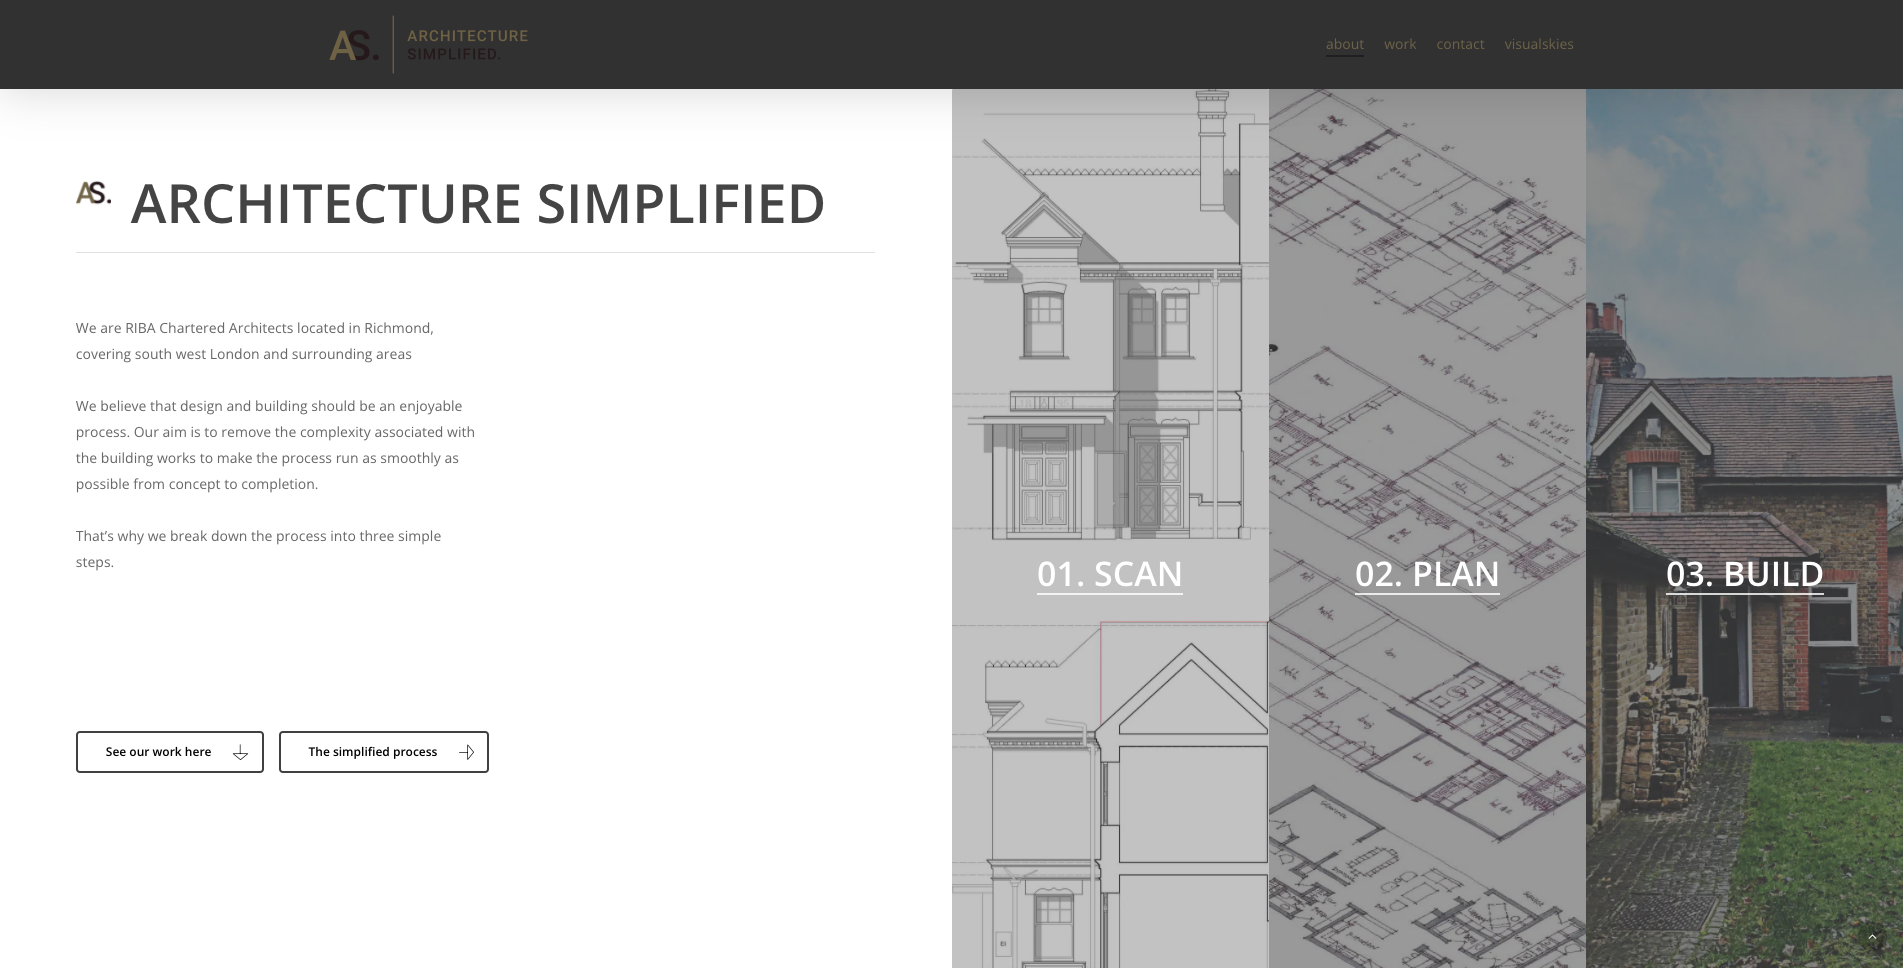 AS.
ARCHITECTURE
SIMPLIFIED.
about
work
contact
visualskies
AS.
ARCHITECTURE SIMPLIFIED
We are RIBA Chartered Architects located in Richmond,
covering south west London and surrounding areas
We believe that design and building should be an enjoyable
process. Our aim is to remove the complexity associated with
the building works to make the process run as smoothly as
possible from concept to completion.
That’s why we break down the process into three simple
steps.
See our work here
The simplified process
01. SCAN
02. PLAN
03. BUILD